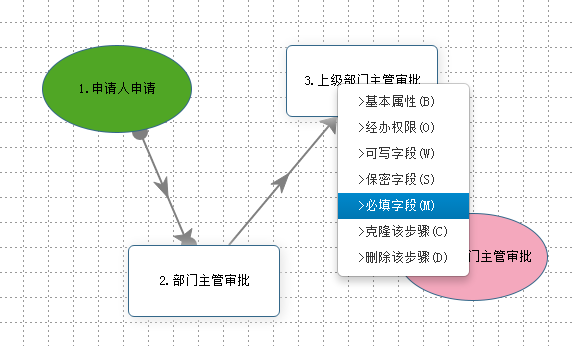 1.申请人申请
3.上级部门主管审批
>基本属性(B)
>经办权限(O)
>可写字段(W)
>保密字段(S)
>必填字段(M)
>克隆该步骤(C)
>删除该步骤(D)
门主管审批
2.部门主管审批